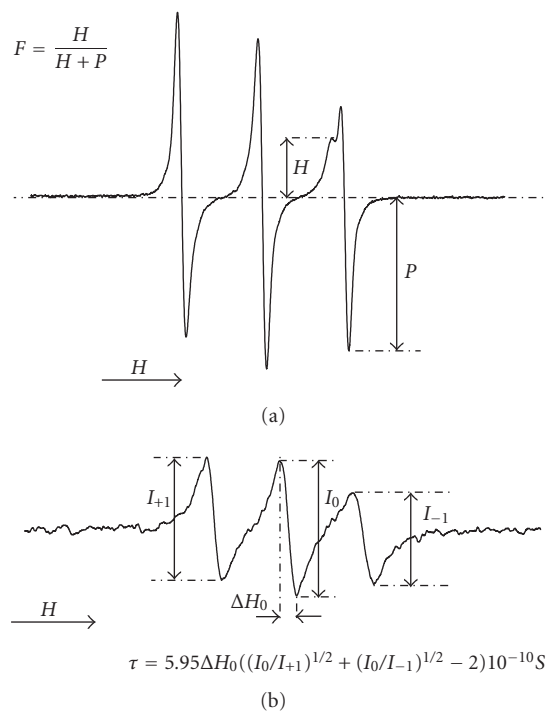 F = H / (H + P)
H
P
H
(a)
I+1
I0
I−1
ΔH0
H
τ = 5.95ΔH0((I0/I+1)^1/2 + (I0/I−1)^1/2 − 2)10^−10 S
(b)